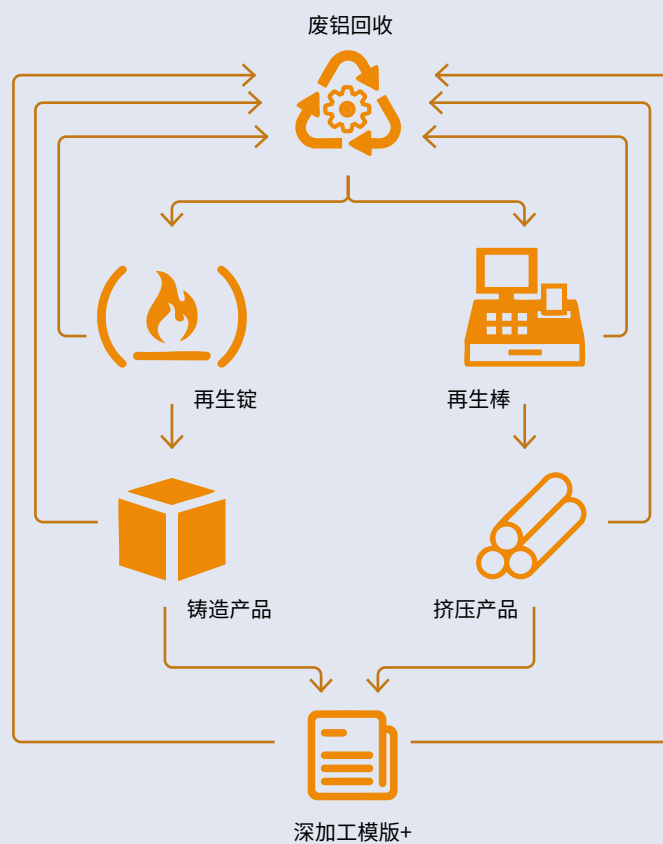 废铝回收
再生锭
再生棒
铸造产品
挤压产品
深加工模版+